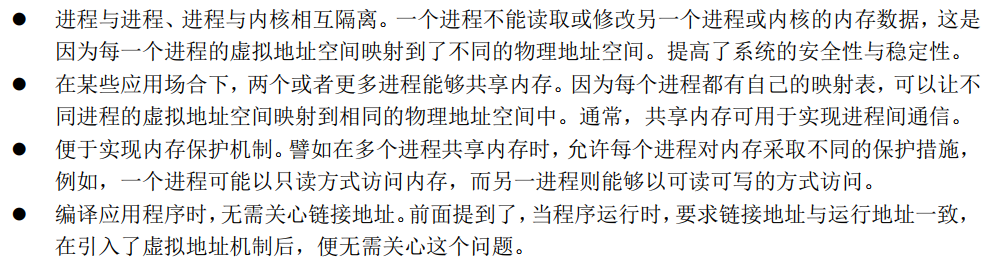 ● 进程与进程、进程与内核相互隔离。一个进程不能读取或修改另一个进程或内核的内存数据，这是
因为每一个进程的虚拟地址空间映射到了不同的物理地址空间。提高了系统的安全性与稳定性。
● 在某些应用场合下，两个或者更多进程能够共享内存。因为每个进程都有自己的映射表，可以让不
同进程的虚拟地址空间映射到相同的物理地址空间中。通常，共享内存可用于实现进程间通信。
● 便于实现内存保护机制。譬如在多个进程共享内存时，允许每个进程对内存采取不同的保护措施，
例如，一个进程可能以只读方式访问内存，而另一进程则能够以可读可写的方式访问。
● 编译应用程序时，无需关心链接地址。前面提到了，当程序运行时，要求链接地址与运行地址一致，
在引入了虚拟地址机制后，便无需关心这个问题。